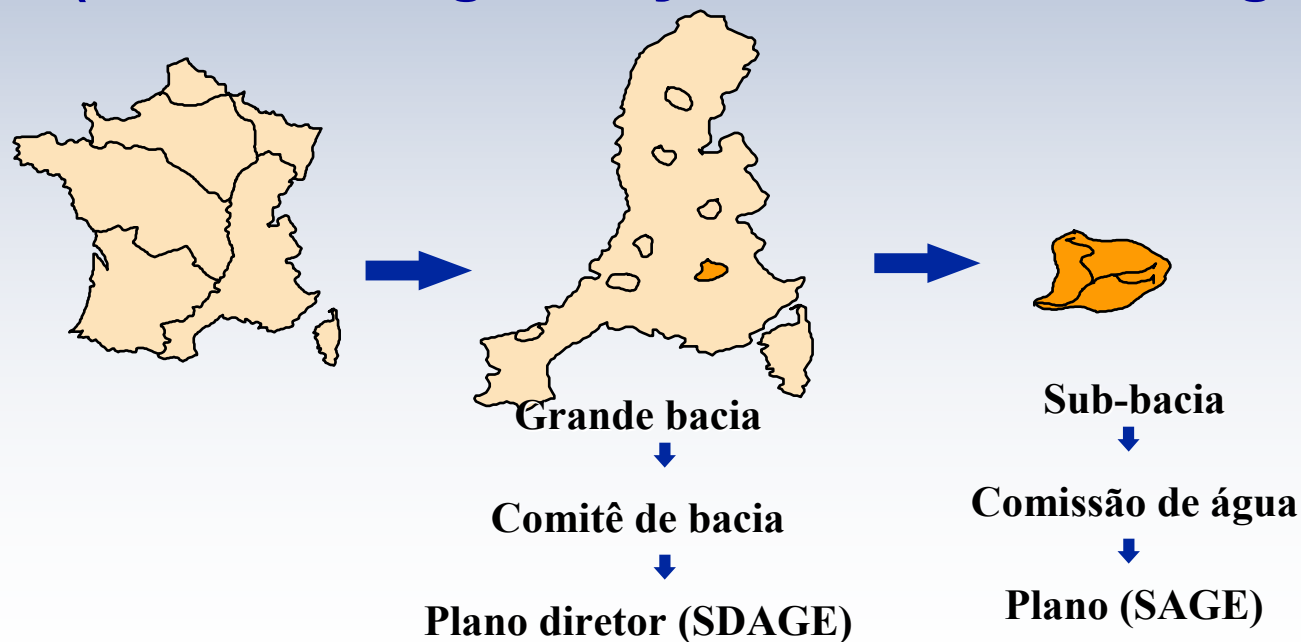 Grande bacia
Comitê de bacia
Plano diretor (SDAGE)
Sub-bacia
Comissão de água
Plano (SAGE)